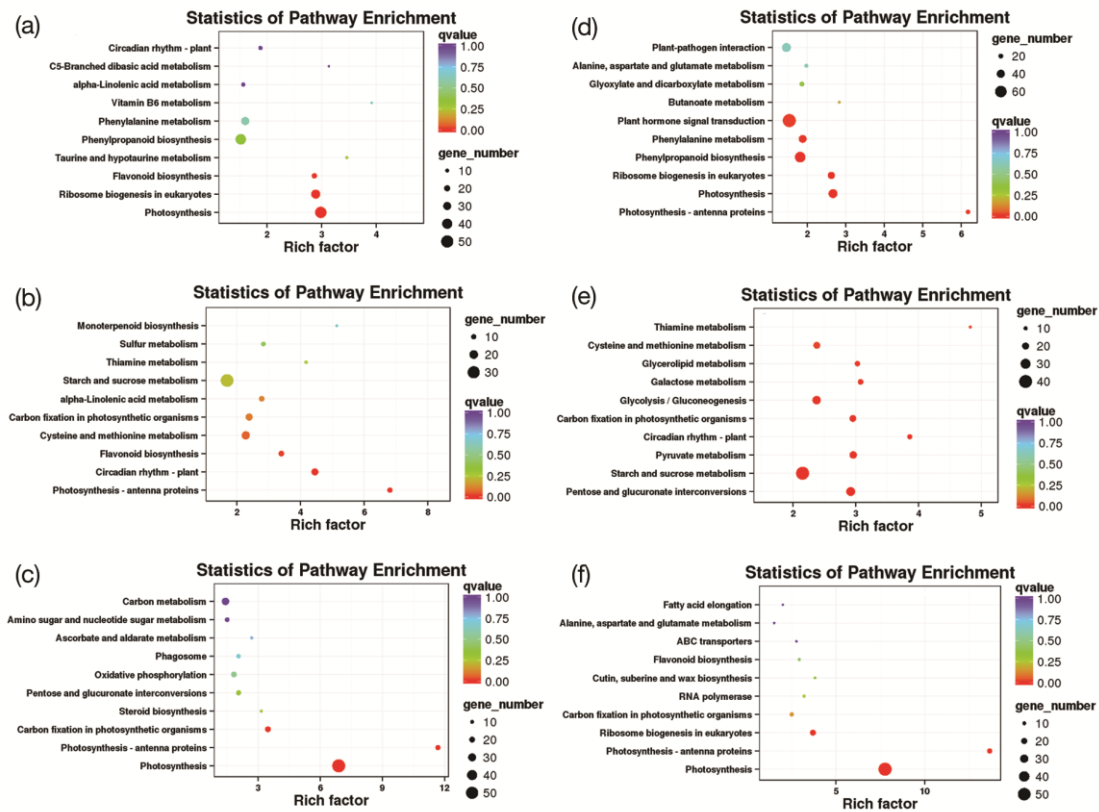 (a)
Statistics of Pathway Enrichment
Circadian rhythm - plant
C5-Branched dibasic acid metabolism
alpha-Linolenic acid metabolism
Vitamin B6 metabolism
Phenylalanine metabolism
Phenylpropanoid biosynthesis
Taurine and hypotaurine metabolism
Flavonoid biosynthesis
Ribosome biogenesis in eukaryotes
Photosynthesis
2 3 4
Rich factor
qvalue
1.00
0.75
0.50
0.25
0.00
gene_number
10
20
30
40
50
(d)
Statistics of Pathway Enrichment
Plant-pathogen interaction
Alanine, aspartate and glutamate metabolism
Glyoxylate and dicarboxylate metabolism
Butanoate metabolism
Plant hormone signal transduction
Phenylalanine metabolism
Phenylpropanoid biosynthesis
Ribosome biogenesis in eukaryotes
Photosynthesis
Photosynthesis - antenna proteins
2 3 4 5 6
Rich factor
gene_number
20
40
60
qvalue
1.00
0.75
0.50
0.25
0.00
(b)
Statistics of Pathway Enrichment
Monoterpenoid biosynthesis
Sulfur metabolism
Thiamine metabolism
Starch and sucrose metabolism
alpha-Linolenic acid metabolism
Carbon fixation in photosynthetic organisms
Cysteine and methionine metabolism
Flavonoid biosynthesis
Circadian rhythm - plant
Photosynthesis - antenna proteins
2 4 6 8
Rich factor
gene_number
10
20
30
qvalue
1.00
0.75
0.50
0.25
0.00
(e)
Statistics of Pathway Enrichment
Thiamine metabolism
Cysteine and methionine metabolism
Glycerolipid metabolism
Galactose metabolism
Glycolysis / Gluconeogenesis
Carbon fixation in photosynthetic organisms
Circadian rhythm - plant
Pyruvate metabolism
Starch and sucrose metabolism
Pentose and glucuronate interconversions
2 3 4 5
Rich factor
gene_number
10
20
30
40
qvalue
1.00
0.75
0.50
0.25
0.00
(c)
Statistics of Pathway Enrichment
Carbon metabolism
Amino sugar and nucleotide sugar metabolism
Ascorbate and aldarate metabolism
Phagosome
Oxidative phosphorylation
Pentose and glucuronate interconversions
Steroid biosynthesis
Carbon fixation in photosynthetic organisms
Photosynthesis - antenna proteins
Photosynthesis
3 6 9 12
Rich factor
qvalue
1.00
0.75
0.50
0.25
0.00
gene_number
10
20
30
40
50
(f)
Statistics of Pathway Enrichment
Fatty acid elongation
Alanine, aspartate and glutamate metabolism
ABC transporters
Flavonoid biosynthesis
Cutin, suberine and wax biosynthesis
RNA polymerase
Carbon fixation in photosynthetic organisms
Ribosome biogenesis in eukaryotes
Photosynthesis - antenna proteins
Photosynthesis
5 10
Rich factor
qvalue
1.00
0.75
0.50
0.25
0.00
gene_number
10
20
30
40
50